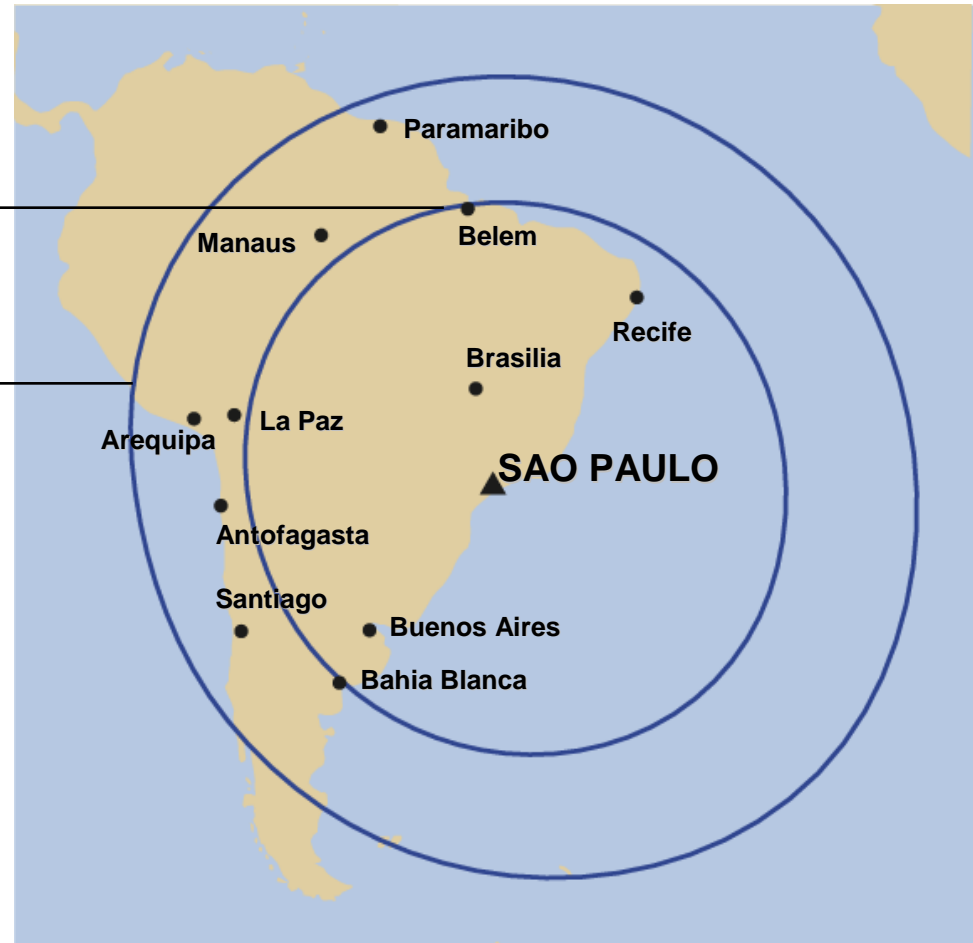 Paramaribo
Belem
Manaus
Recife
Brasilia
La Paz
Arequipa
SAO PAULO
Antofagasta
Santiago
Buenos Aires
Bahia Blanca